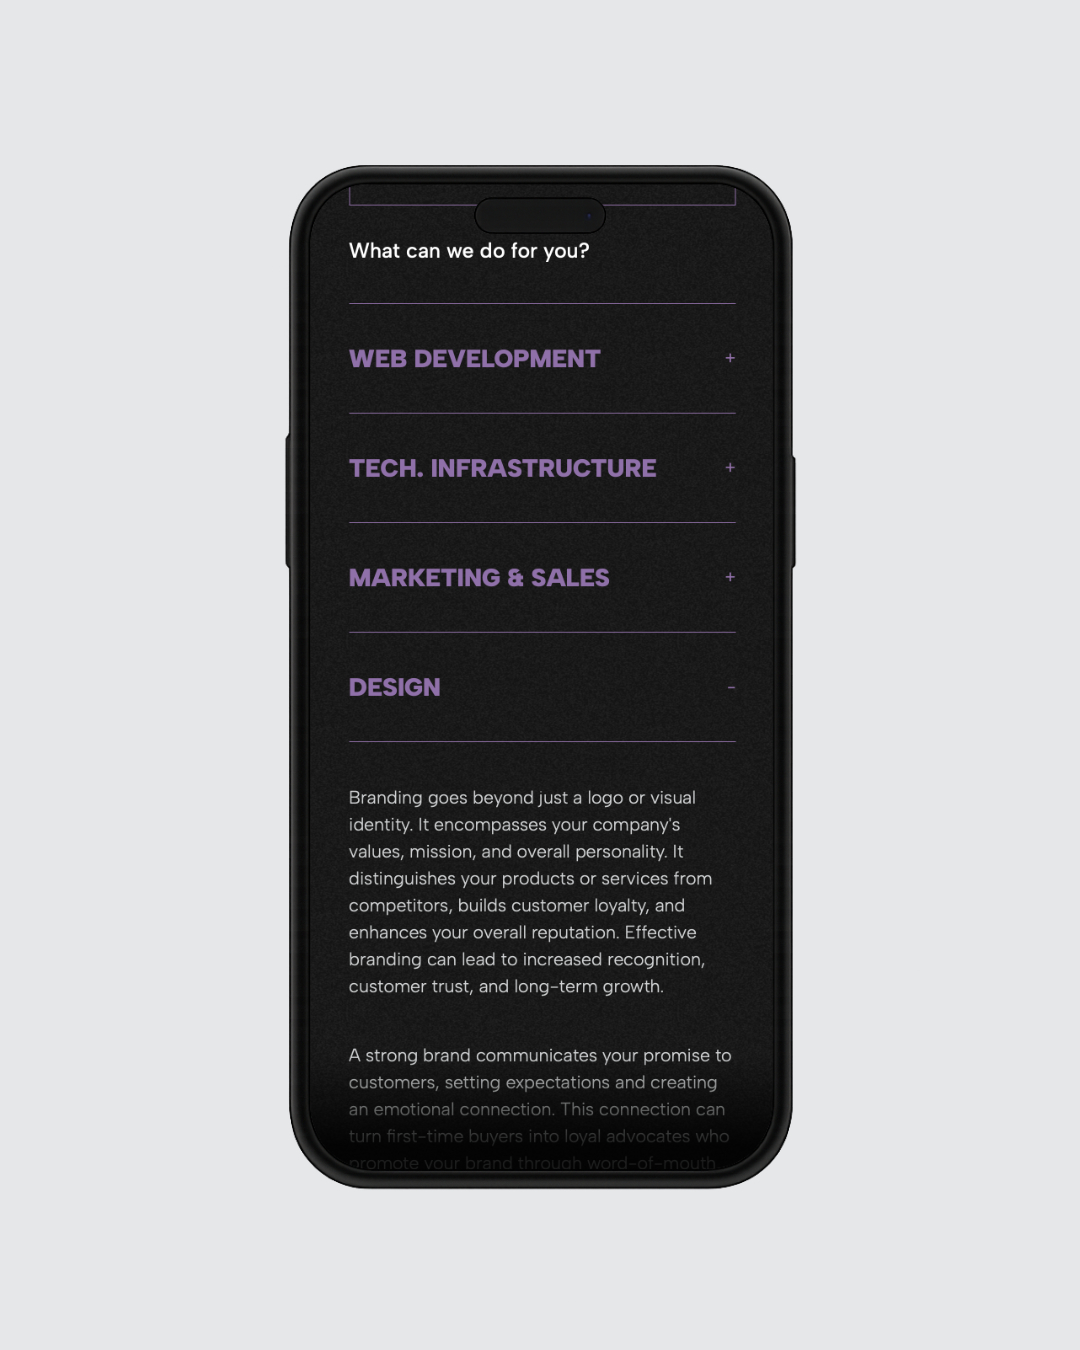 What can we do for you?
WEB DEVELOPMENT +
TECH. INFRASTRUCTURE +
MARKETING & SALES +
DESIGN -
Branding goes beyond just a logo or visual
identity. It encompasses your company's
values, mission, and overall personality. It
distinguishes your products or services from
competitors, builds customer loyalty, and
enhances your overall reputation. Effective
branding can lead to increased recognition,
customer trust, and long-term growth.
A strong brand communicates your promise to
customers, setting expectations and creating
an emotional connection. This connection can
turn first-time buyers into loyal advocates who
promote your brand through word-of-mouth.